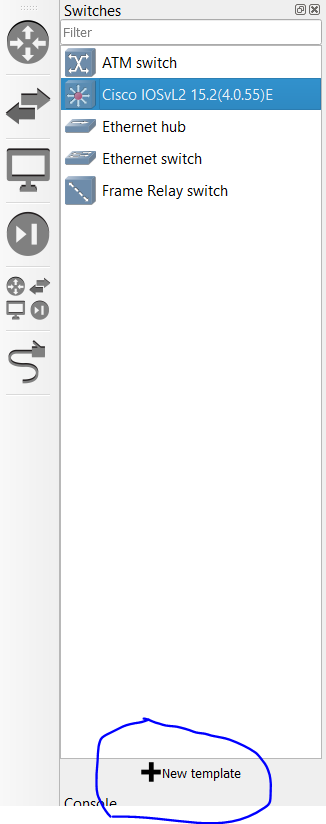 Switches
Filter
ATM switch
Cisco IOSvL2 15.2(4.0.55)E
Ethernet hub
Ethernet switch
Frame Relay switch
New template
Console